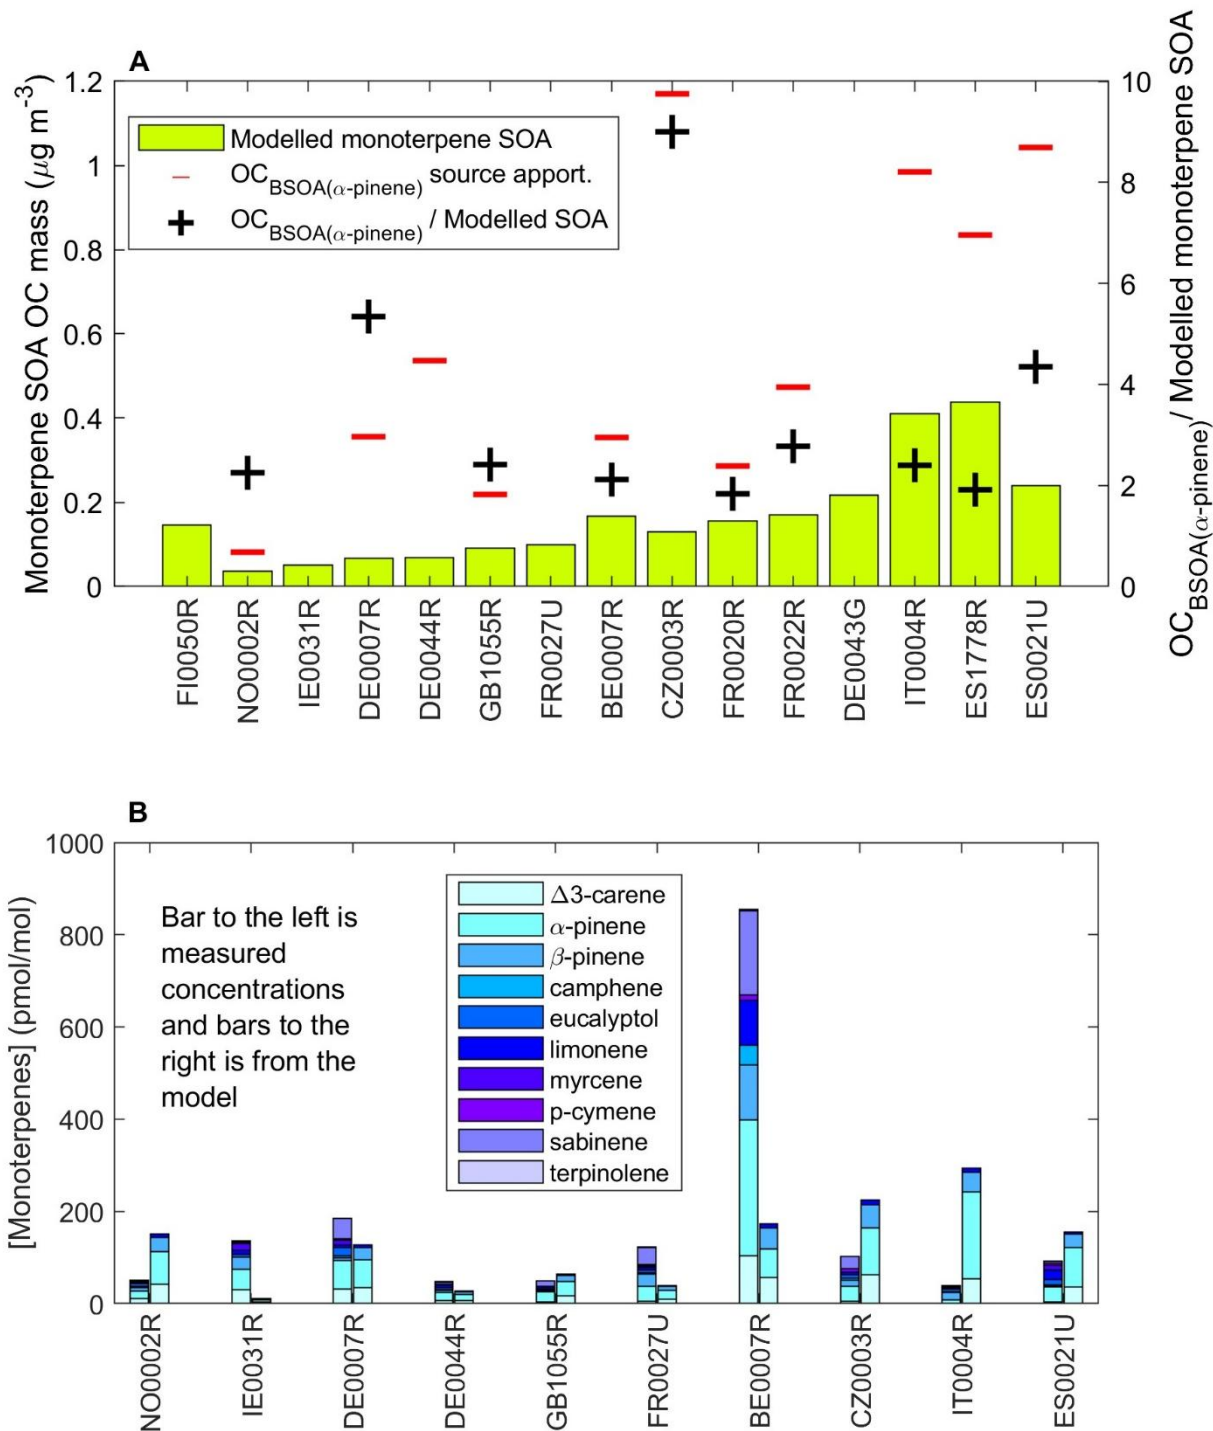 A
Monoterpene SOA OC mass (μg m⁻³)
1.2
1
0.8
0.6
0.4
0.2
0
Modelled monoterpene SOA
OC_BSOA(α-pinene) source apport.
OC_BSOA(α-pinene) / Modelled SOA
10
8
6
4
2
0
OC_BSOA(α-pinene) / Modelled monoterpene SOA
FI0050R
NO0002R
IE0031R
DE0007R
DE0044R
GB1055R
FR0027U
BE0007R
CZ0003R
FR0020R
FR0022R
DE0043G
IT0004R
ES1778R
ES0021U
B
[Monoterpenes] (pmol/mol)
1000
800
600
400
200
0
Bar to the left is
measured
concentrations
and bars to the
right is from the
model
Δ3-carene
α-pinene
β-pinene
camphene
eucalyptol
limonene
myrcene
p-cymene
sabinene
terpinolene
NO0002R
IE0031R
DE0007R
DE0044R
GB1055R
FR0027U
BE0007R
CZ0003R
IT0004R
ES0021U